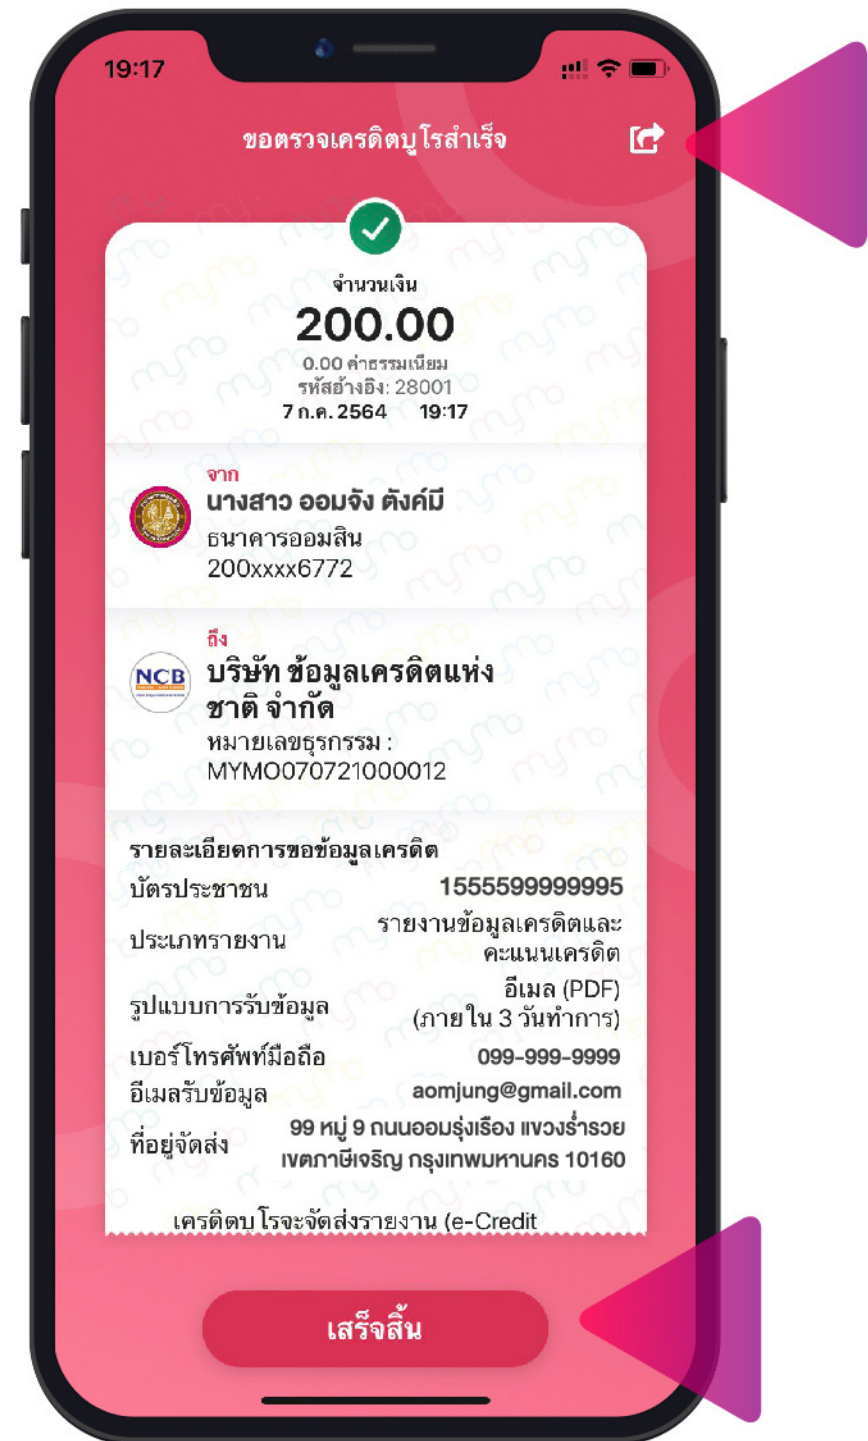 19:17
ขอตรวจเครดิตบูโรสำเร็จ
จำนวนเงิน
200.00
0.00 ค่าธรรมเนียม
รหัสอ้างอิง: 28001
7 ก.ค. 2564 19:17
จาก
นางสาว ออมจัง ตังค์มี
ธนาคารออมสิน
200xxxx6772
ถึง
NCB
บริษัท ข้อมูลเครดิตแห่ง
ชาติ จำกัด
หมายเลขธุรกรรม :
MYMO070721000012
รายละเอียดการขอข้อมูลเครดิต
บัตรประชาชน 1555599999995
ประเภทรายงาน รายงานข้อมูลเครดิตและ
คะแนนเครดิต
รูปแบบการรับข้อมูล อีเมล (PDF)
(ภายใน 3 วันทำการ)
เบอร์โทรศัพท์มือถือ 099-999-9999
อีเมลรับข้อมูล aomjung@gmail.com
ที่อยู่จัดส่ง 99 หมู่ 9 ถนนออมรุ่งเรือง แขวงร่ำรวย
เขตภาษีเจริญ กรุงเทพมหานคร 10160
เครดิตบูโรจะจัดส่งรายงาน (e-Credit
เสร็จสิ้น